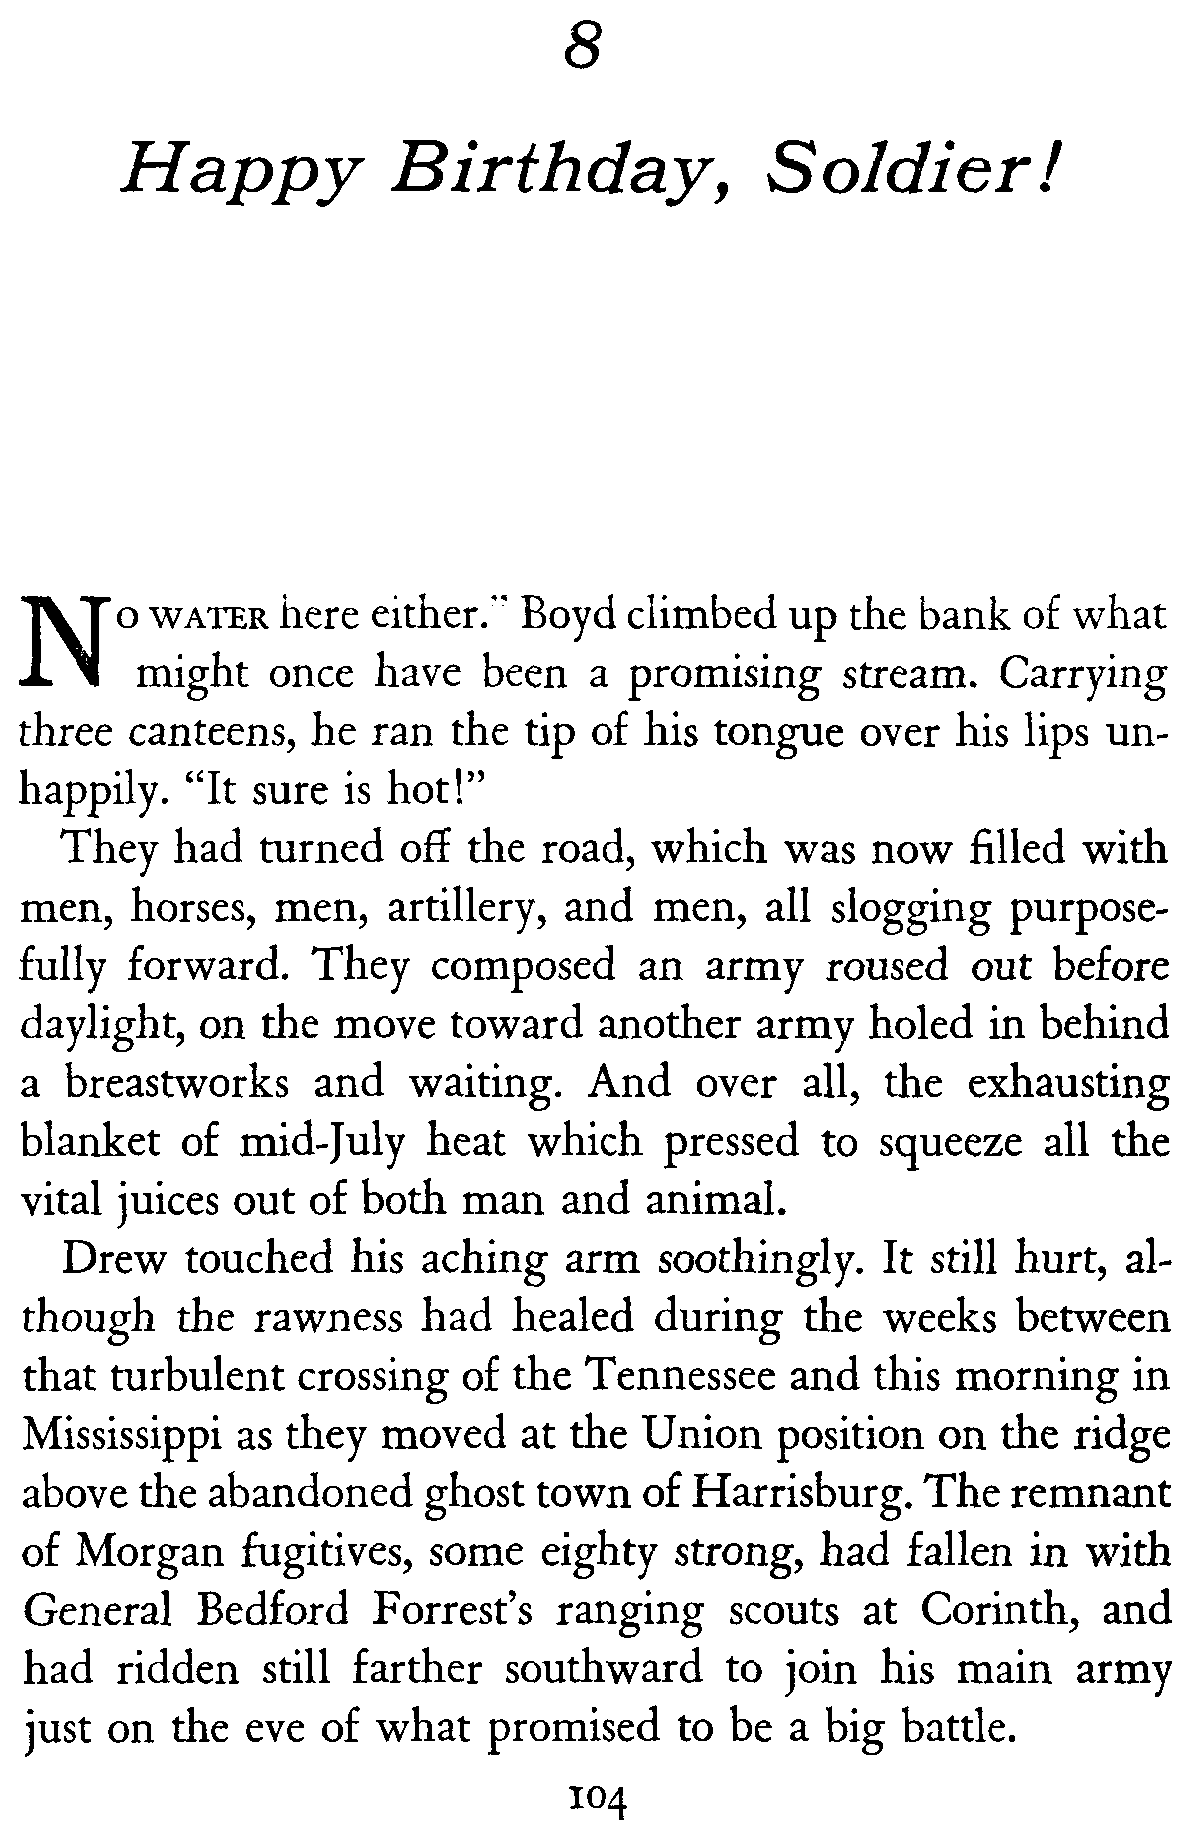 8
Happy Birthday, Soldier!
No water here either." Boyd climbed up the bank of what
might once have been a promising stream. Carrying
three canteens, he ran the tip of his tongue over his lips un-
happily. “It sure is hot!”
They had turned off the road, which was now filled with
men, horses, men, artillery, and men, all slogging purpose-
fully forward. They composed an army roused out before
daylight, on the move toward another army holed in behind
a breastworks and waiting. And over all, the exhausting
blanket of mid-July heat which pressed to squeeze all the
vital juices out of both man and animal.
Drew touched his aching arm soothingly. It still hurt, al-
though the rawness had healed during the weeks between
that turbulent crossing of the Tennessee and this morning in
Mississippi as they moved at the Union position on the ridge
above the abandoned ghost town of Harrisburg. The remnant
of Morgan fugitives, some eighty strong, had fallen in with
General Bedford Forrest’s ranging scouts at Corinth, and
had ridden still farther southward to join his main army
just on the eve of what promised to be a big battle.
104